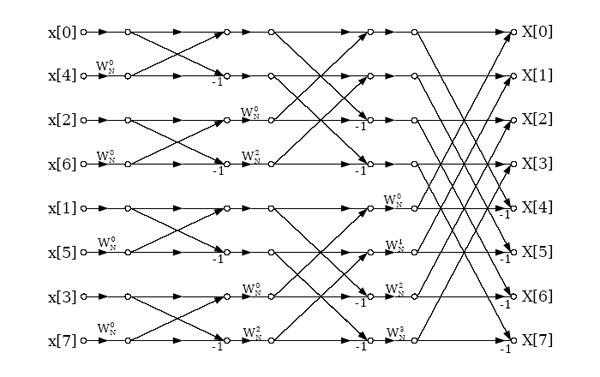 x[0] X[0]
x[4] W_N^0 -1 X[1]
x[2] W_N^0 -1 X[2]
x[6] W_N^0 -1 W_N^2 -1 X[3]
x[1] W_N^0 -1 X[4]
x[5] W_N^0 -1 W_N^1 -1 X[5]
x[3] W_N^0 -1 W_N^2 -1 X[6]
x[7] W_N^0 -1 W_N^2 -1 W_N^3 -1 X[7]